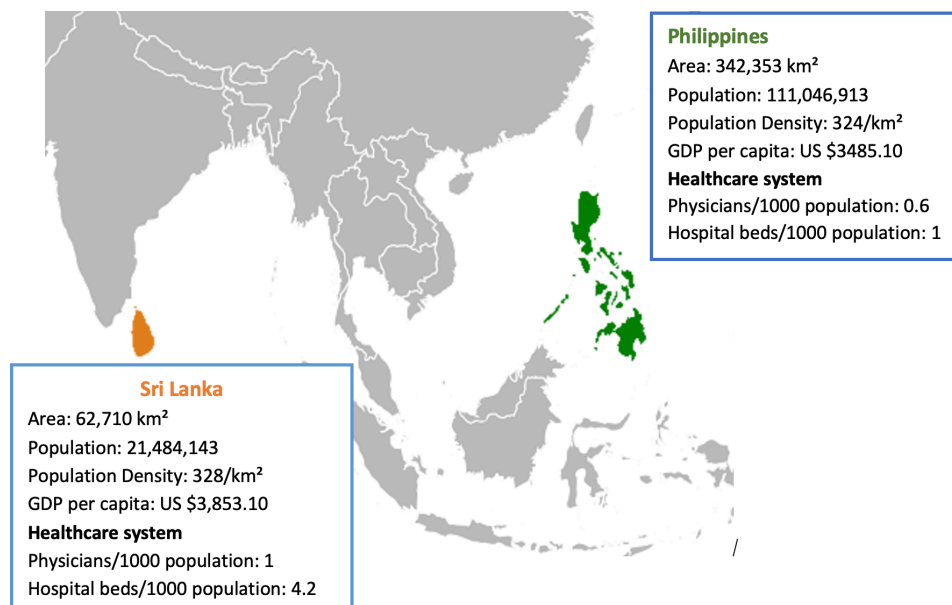 Philippines
Area: 342,353 km²
Population: 111,046,913
Population Density: 324/km²
GDP per capita: US $3485.10
Healthcare system
Physicians/1000 population: 0.6
Hospital beds/1000 population: 1
Sri Lanka
Area: 62,710 km²
Population: 21,484,143
Population Density: 328/km²
GDP per capita: US $3,853.10
Healthcare system
Physicians/1000 population: 1
Hospital beds/1000 population: 4.2
/